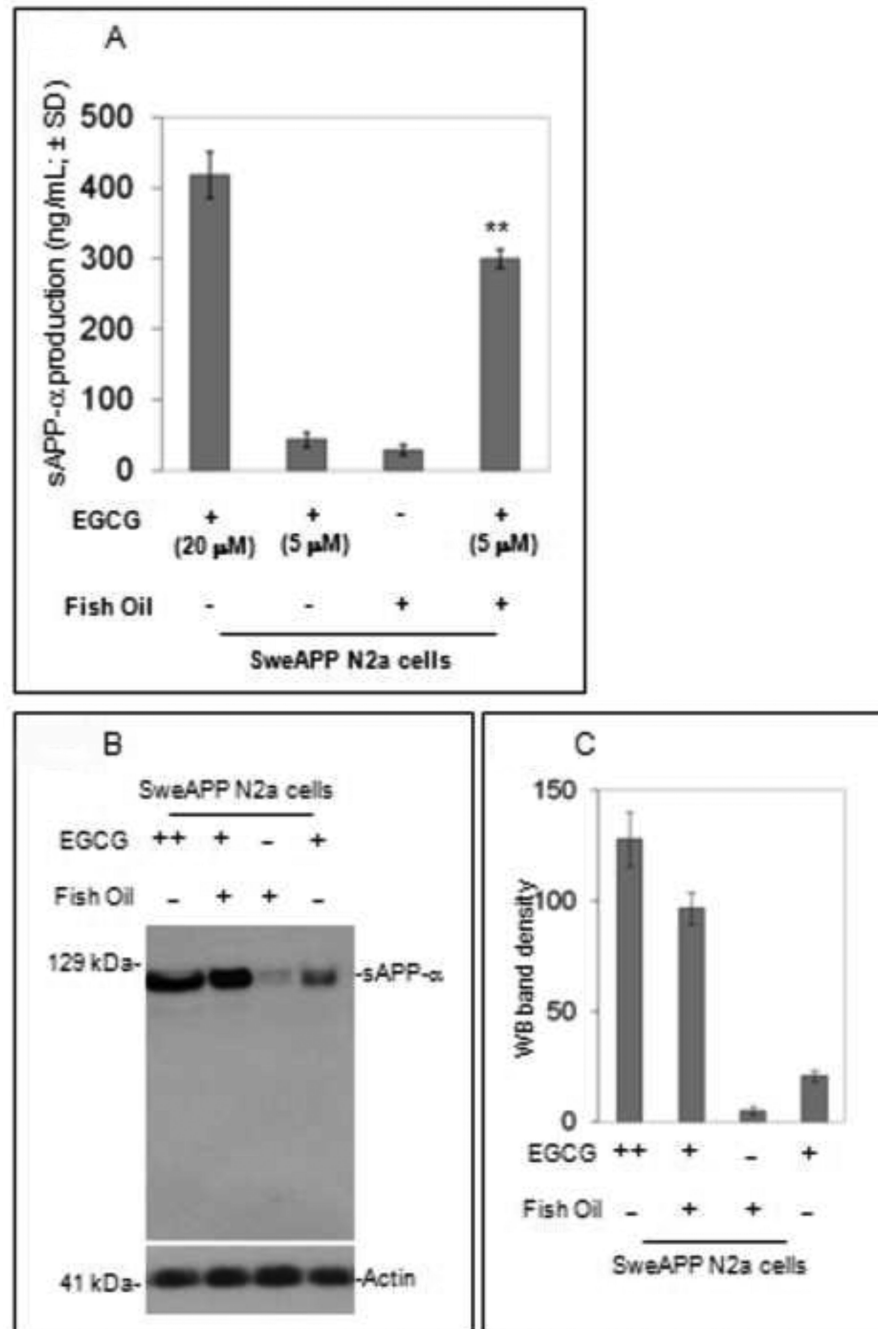 A
sAPP-α production (ng/mL; ± SD)
500
400
300
200
100
0
**
EGCG + + - +
(20 μM) (5 μM) (5 μM)
Fish Oil - - + +
SweAPP N2a cells
B
SweAPP N2a cells
EGCG ++ + - +
Fish Oil - + + -
129 kDa-
-sAPP-α
41 kDa-
-Actin
C
WB band density
150
100
50
0
EGCG ++ + - +
Fish Oil - + + -
SweAPP N2a cells